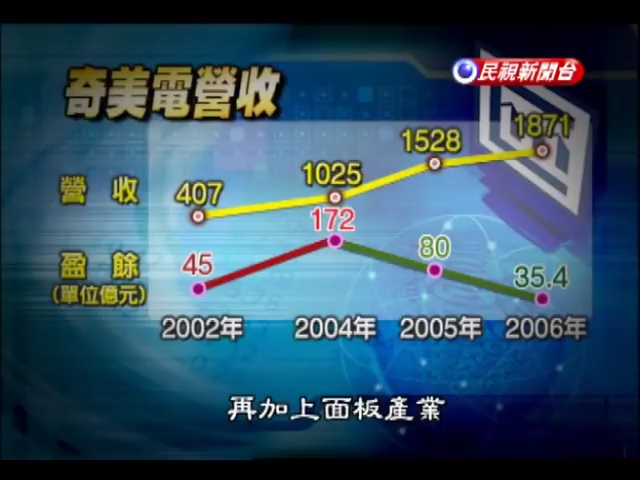 民視新聞台
奇美電營收
營收 407 1025 1528 1871
盈餘 45 172 80 35.4
(單位億元)
2002年 2004年 2005年 2006年
再加上面板產業